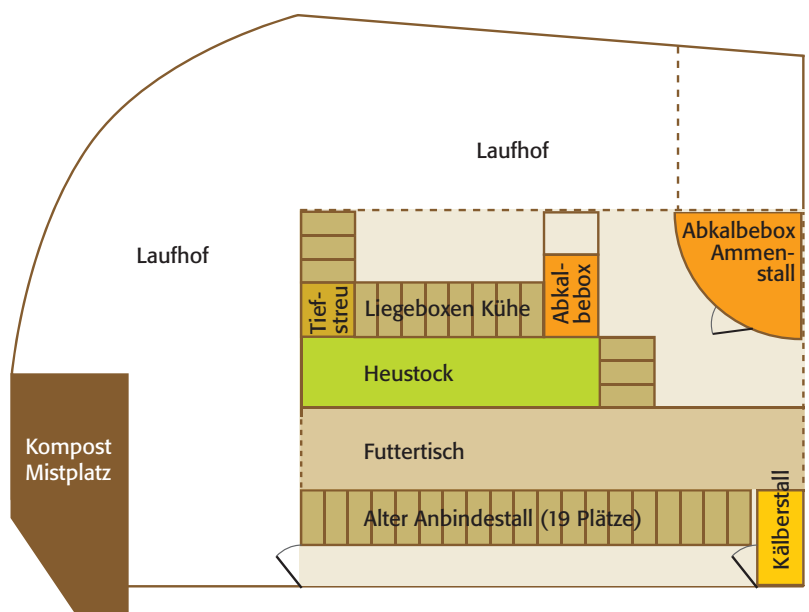 Laufhof
Laufhof
Abkalbebox
Ammen-
stall
Tief-
streu
Liegeboxen Kühe
Abkal-
bebox
Heustock
Kompost
Mistplatz
Futtertisch
Alter Anbindestall (19 Plätze)
Kälberstall